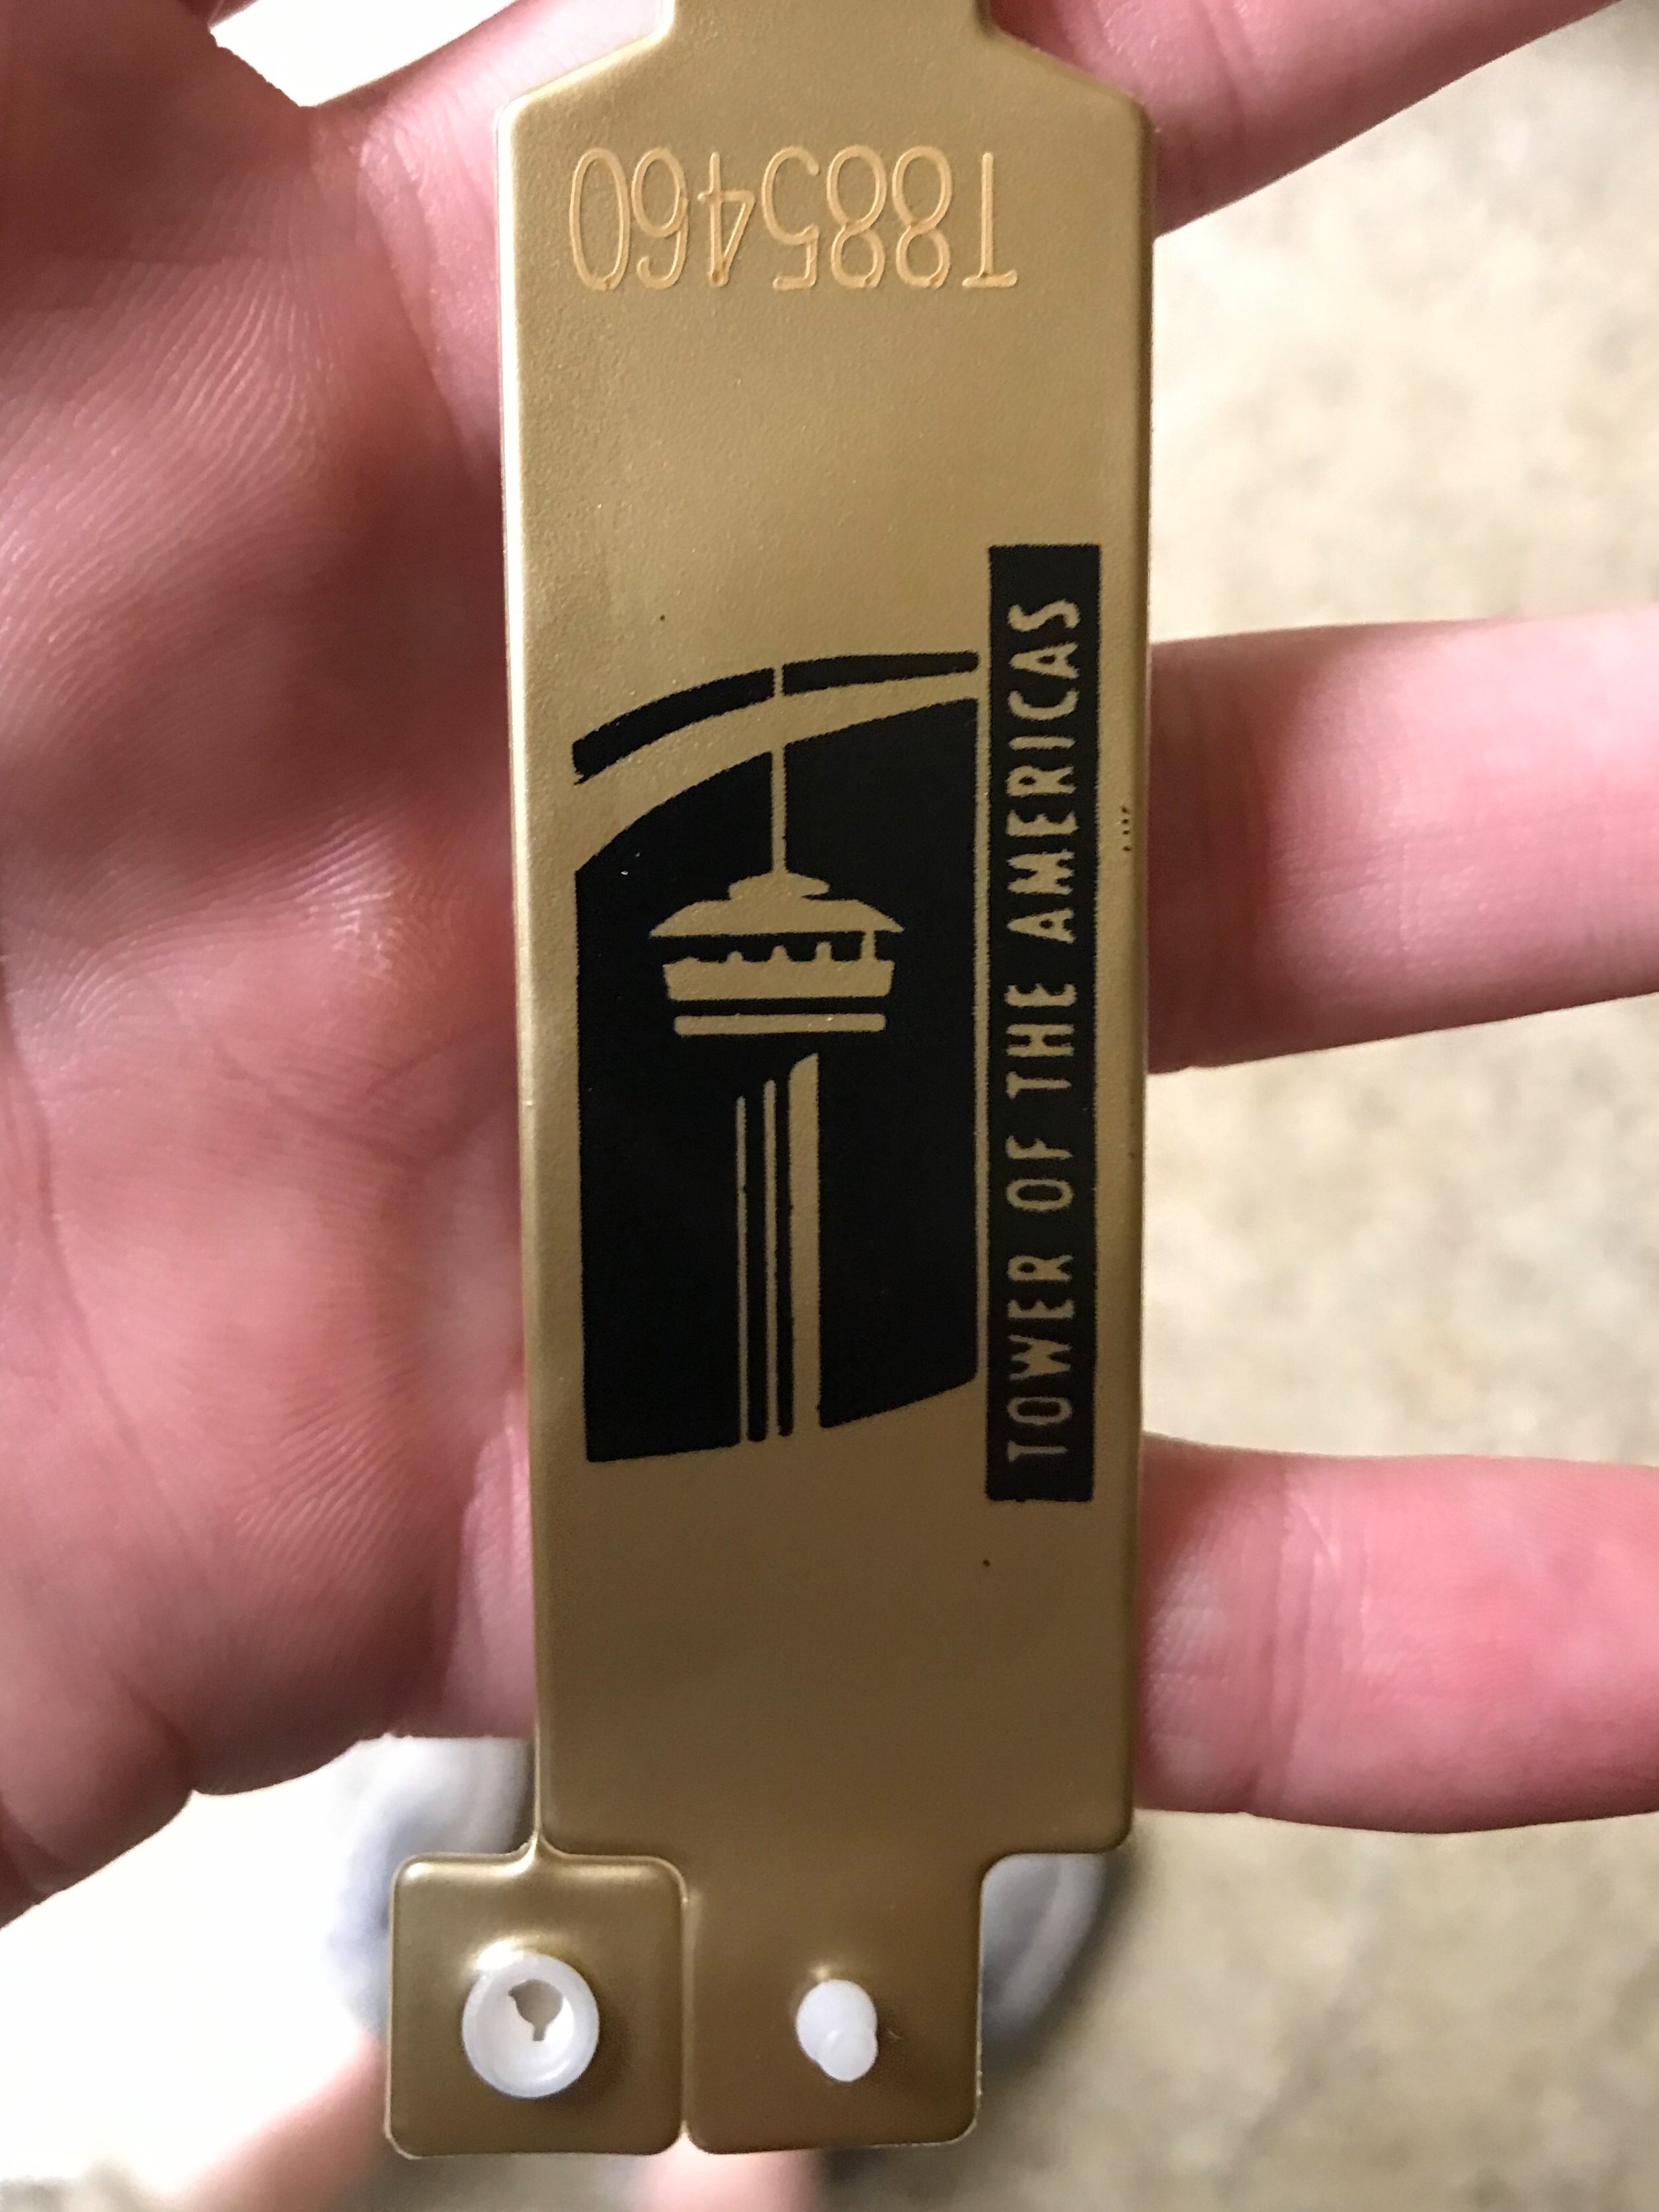 T885460
TOWER OF THE AMERICAS